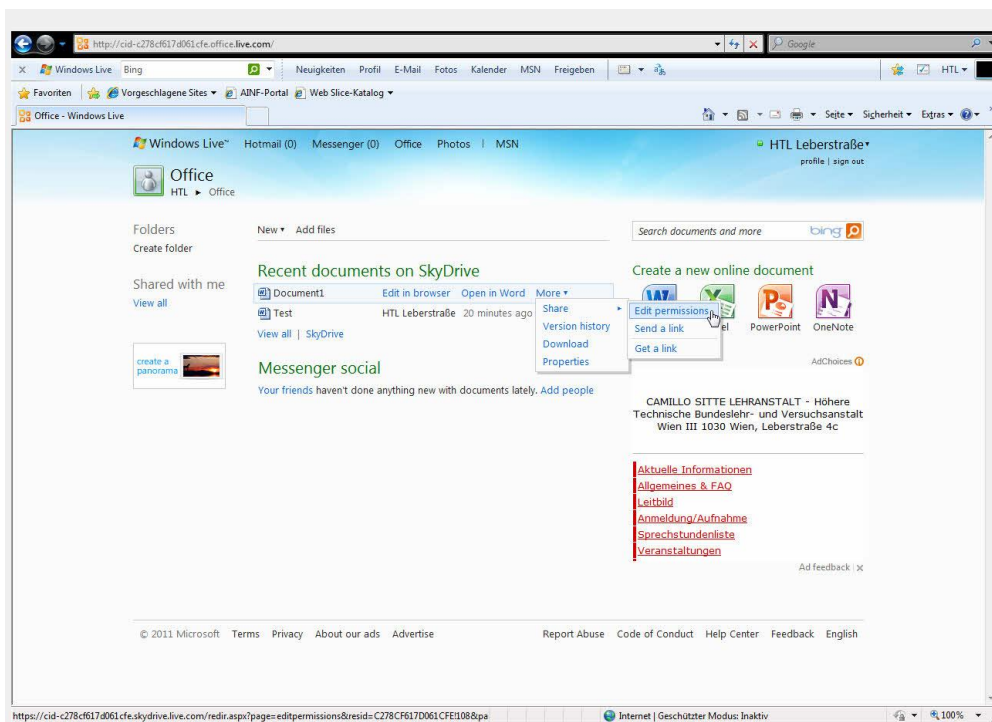 http://cid-c278cf617d061cfe.office.live.com/ Google
x Windows Live Bing Neuigkeiten Profil E-Mail Fotos Kalender MSN Freigeben HTL
Favoriten Vorgeschlagene Sites AINF-Portal Web Slice-Katalog
Office - Windows Live Seite Sicherheit Extras
Windows Live™ Hotmail (0) Messenger (0) Office Photos | MSN HTL Leberstraße
profile | sign out
Office
HTL ► Office
Folders New Add files Search documents and more bing
Create folder
Shared with me
View all
create a
panorama
Recent documents on SkyDrive
Document1 Edit in browser Open in Word More
Test HTL Leberstraße 20 minutes ago
View all | SkyDrive
Share
Version history
Download
Properties
Edit permissions
Send a link
Get a link
Messenger social
Your friends haven't done anything new with documents lately. Add people
Create a new online document
PowerPoint OneNote
AdChoices
CAMILLO SITTE LEHRANSTALT - Höhere
Technische Bundeslehr- und Versuchsanstalt
Wien III 1030 Wien, Leberstraße 4c
Aktuelle Informationen
Allgemeines & FAQ
Leitbild
Anmeldung/Aufnahme
Sprechstundenliste
Veranstaltungen
Ad feedback | x
© 2011 Microsoft Terms Privacy About our ads Advertise Report Abuse Code of Conduct Help Center Feedback English
https://cid-c278cf617d061cfe.skydrive.live.com/redir.aspx?page=editpermissions&resid=C278CF617D061CFE!108&pa Internet | Geschützter Modus: Inaktiv 100%